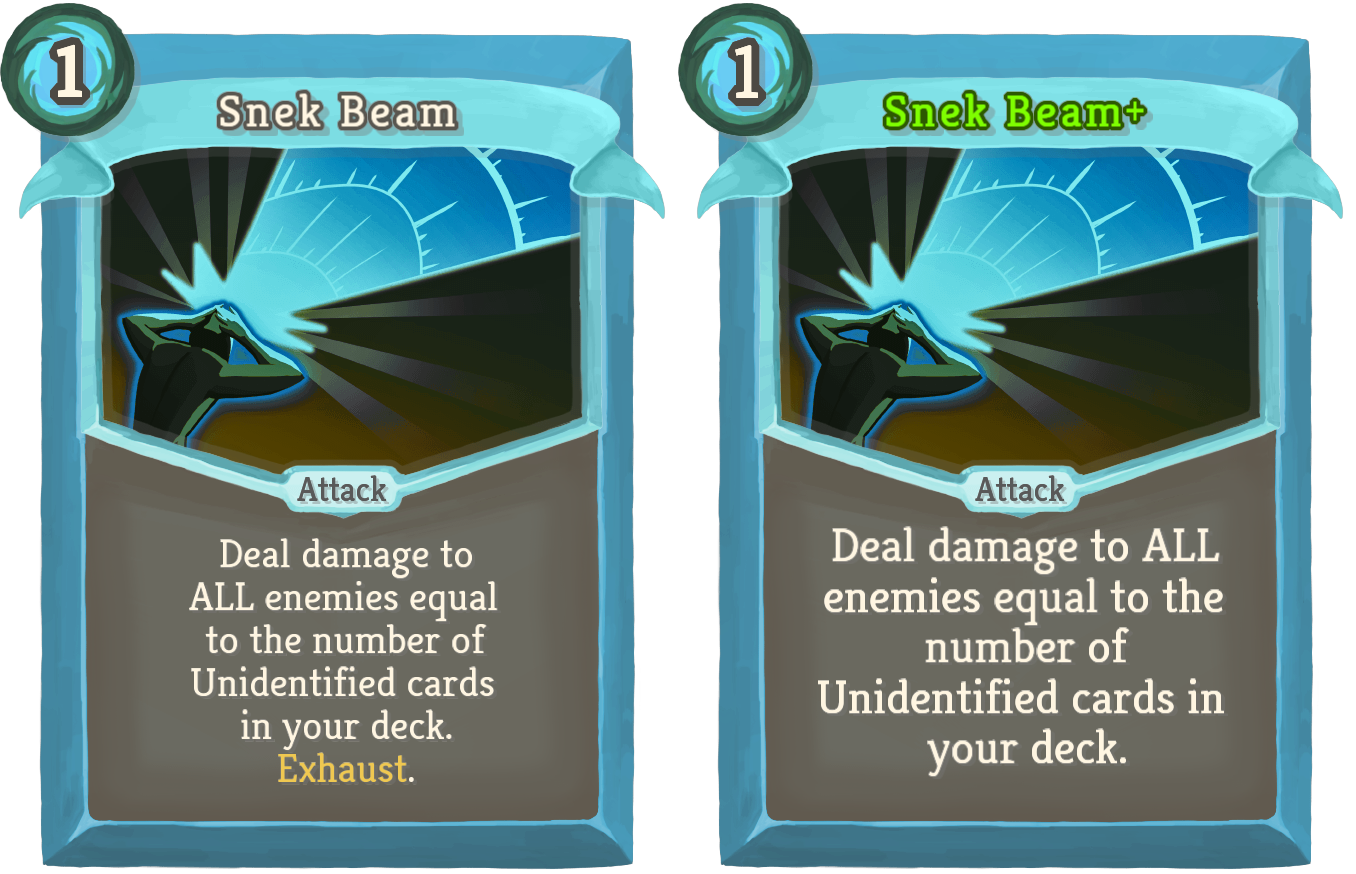 1
Snek Beam
Attack
Deal damage to
ALL enemies equal
to the number of
Unidentified cards
in your deck.
Exhaust.
1
Snek Beam+
Attack
Deal damage to ALL
enemies equal to the
number of
Unidentified cards in
your deck.